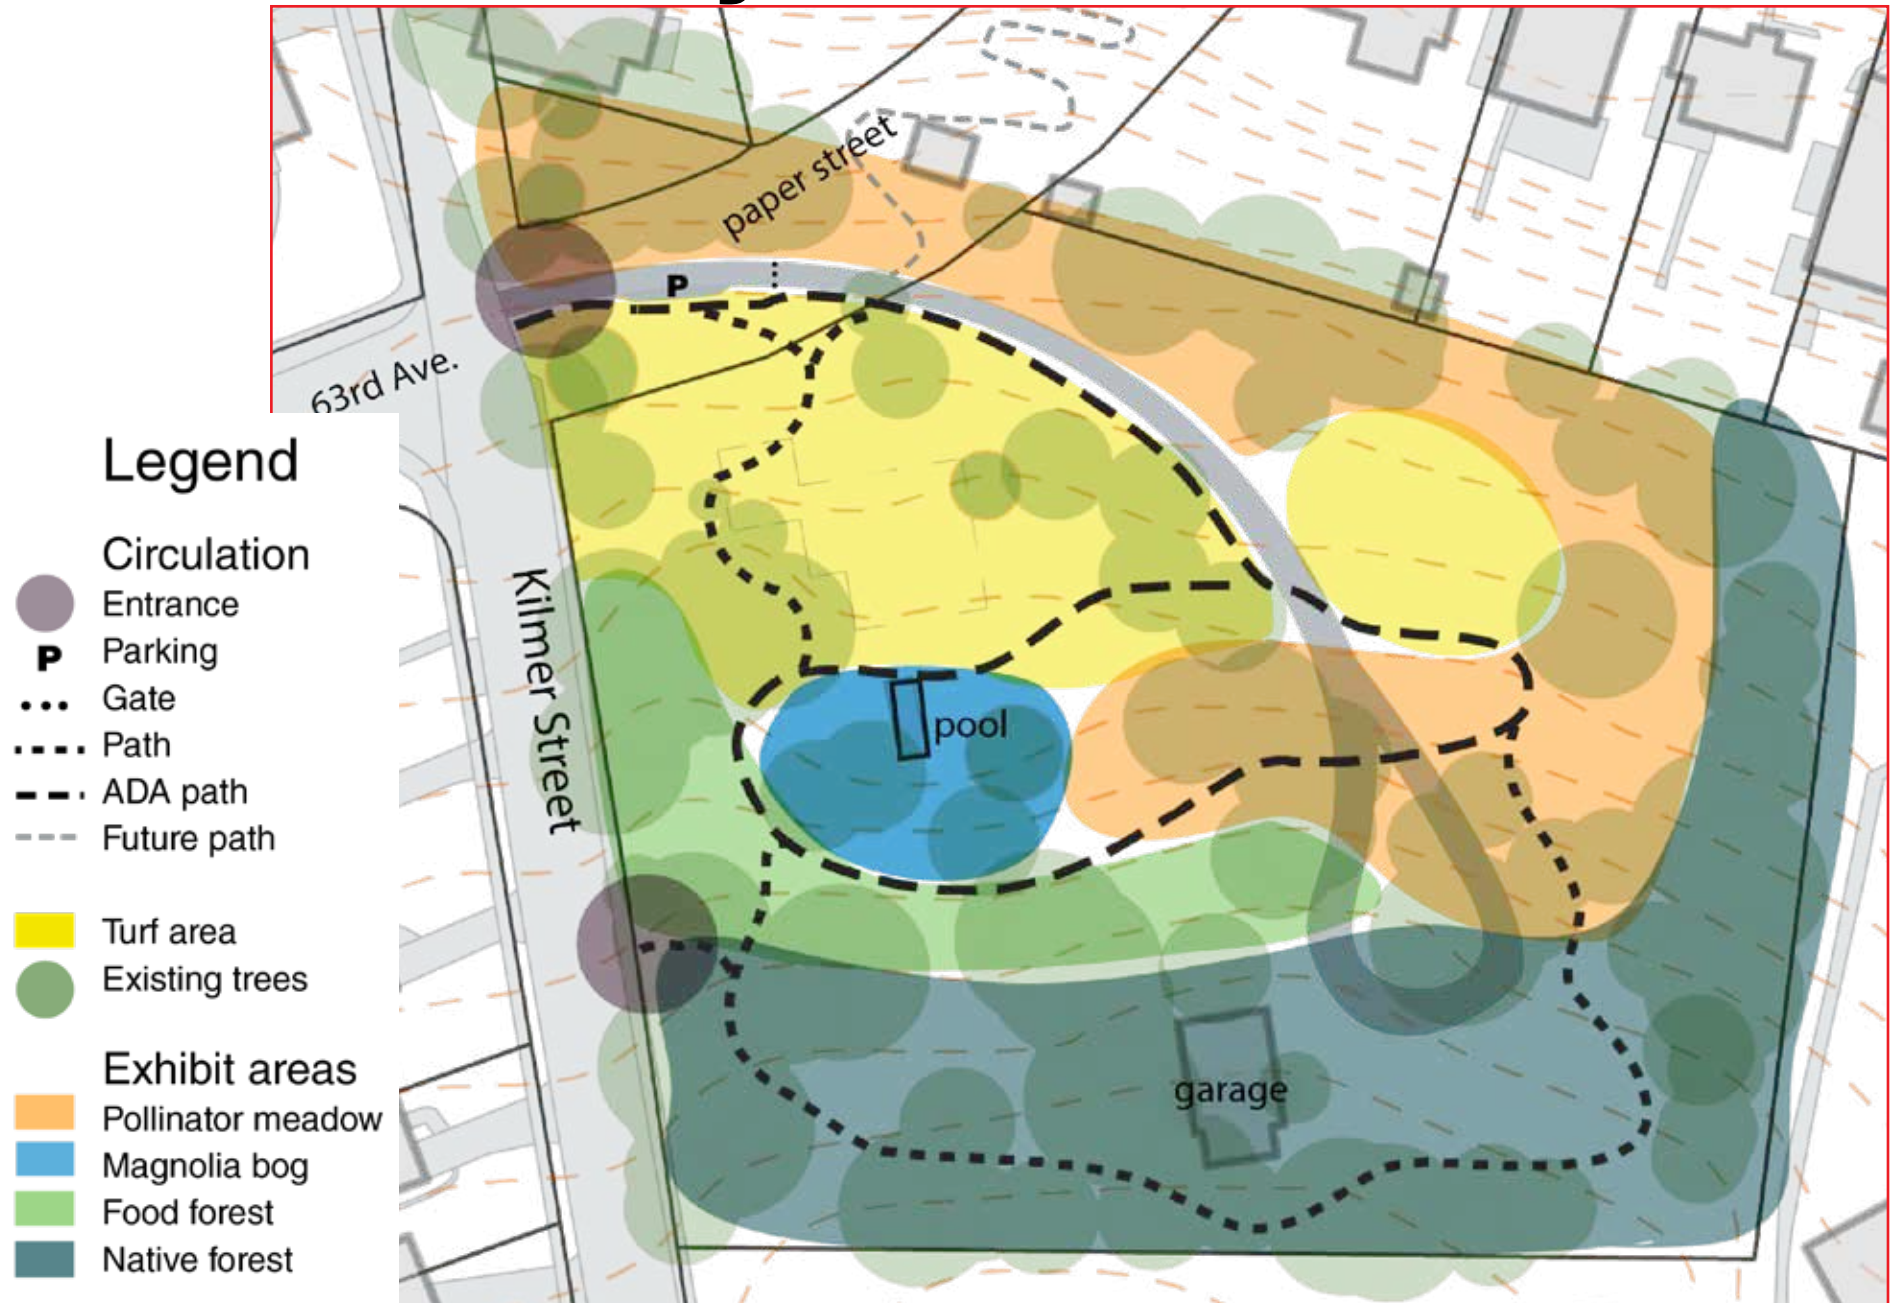 paper street
P
63rd Ave.
Kilmer Street
pool
garage
Legend
Circulation
Entrance
P Parking
Gate
Path
ADA path
Future path
Turf area
Existing trees
Exhibit areas
Pollinator meadow
Magnolia bog
Food forest
Native forest